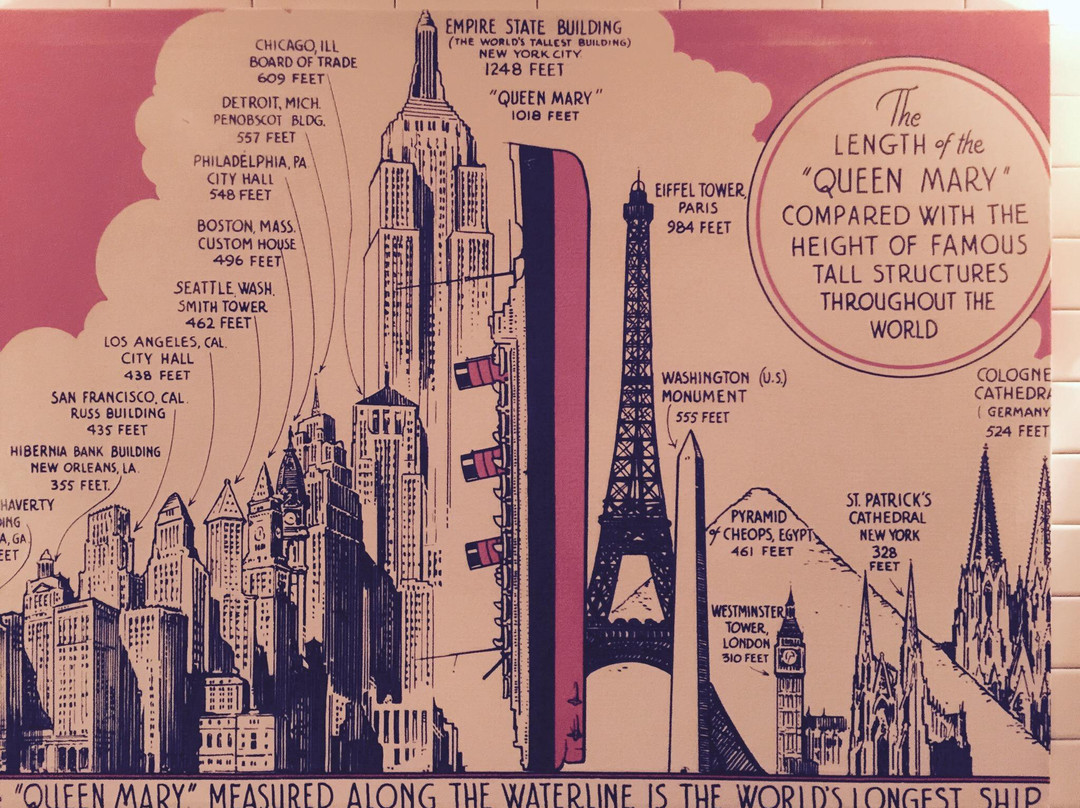 EMPIRE STATE BUILDING
(THE WORLD'S TALLEST BUILDING)
NEW YORK CITY
1248 FEET
"QUEEN MARY"
1018 FEET
CHICAGO, ILL
BOARD OF TRADE
609 FEET
DETROIT, MICH.
PENOBSCOT BLDG.
557 FEET
PHILADELPHIA, PA
CITY HALL
548 FEET
BOSTON, MASS.
CUSTOM HOUSE
496 FEET
SEATTLE, WASH.
SMITH TOWER
462 FEET
LOS ANGELES, CAL.
CITY HALL
438 FEET
SAN FRANCISCO, CAL.
RUSS BUILDING
435 FEET
HIBERNIA BANK BUILDING
NEW ORLEANS, LA.
355 FEET.
HAVERTY
ING
A, GA
EET
EIFFEL TOWER,
PARIS
984 FEET
The
LENGTH of the
"QUEEN MARY"
COMPARED WITH THE
HEIGHT OF FAMOUS
TALL STRUCTURES
THROUGHOUT THE
WORLD
WASHINGTON (U.S.)
MONUMENT
555 FEET
PYRAMID
of CHEOPS, EGYPT
461 FEET
WESTMINSTER
TOWER,
LONDON
310 FEET
ST. PATRICK'S
CATHEDRAL
NEW YORK
328
FEET
COLOGNE
CATHEDRA
(GERMANY
524 FEET
"QUEEN MARY" MEASURED ALONG THE WATERLINE IS THE WORLD'S LONGEST SHIP